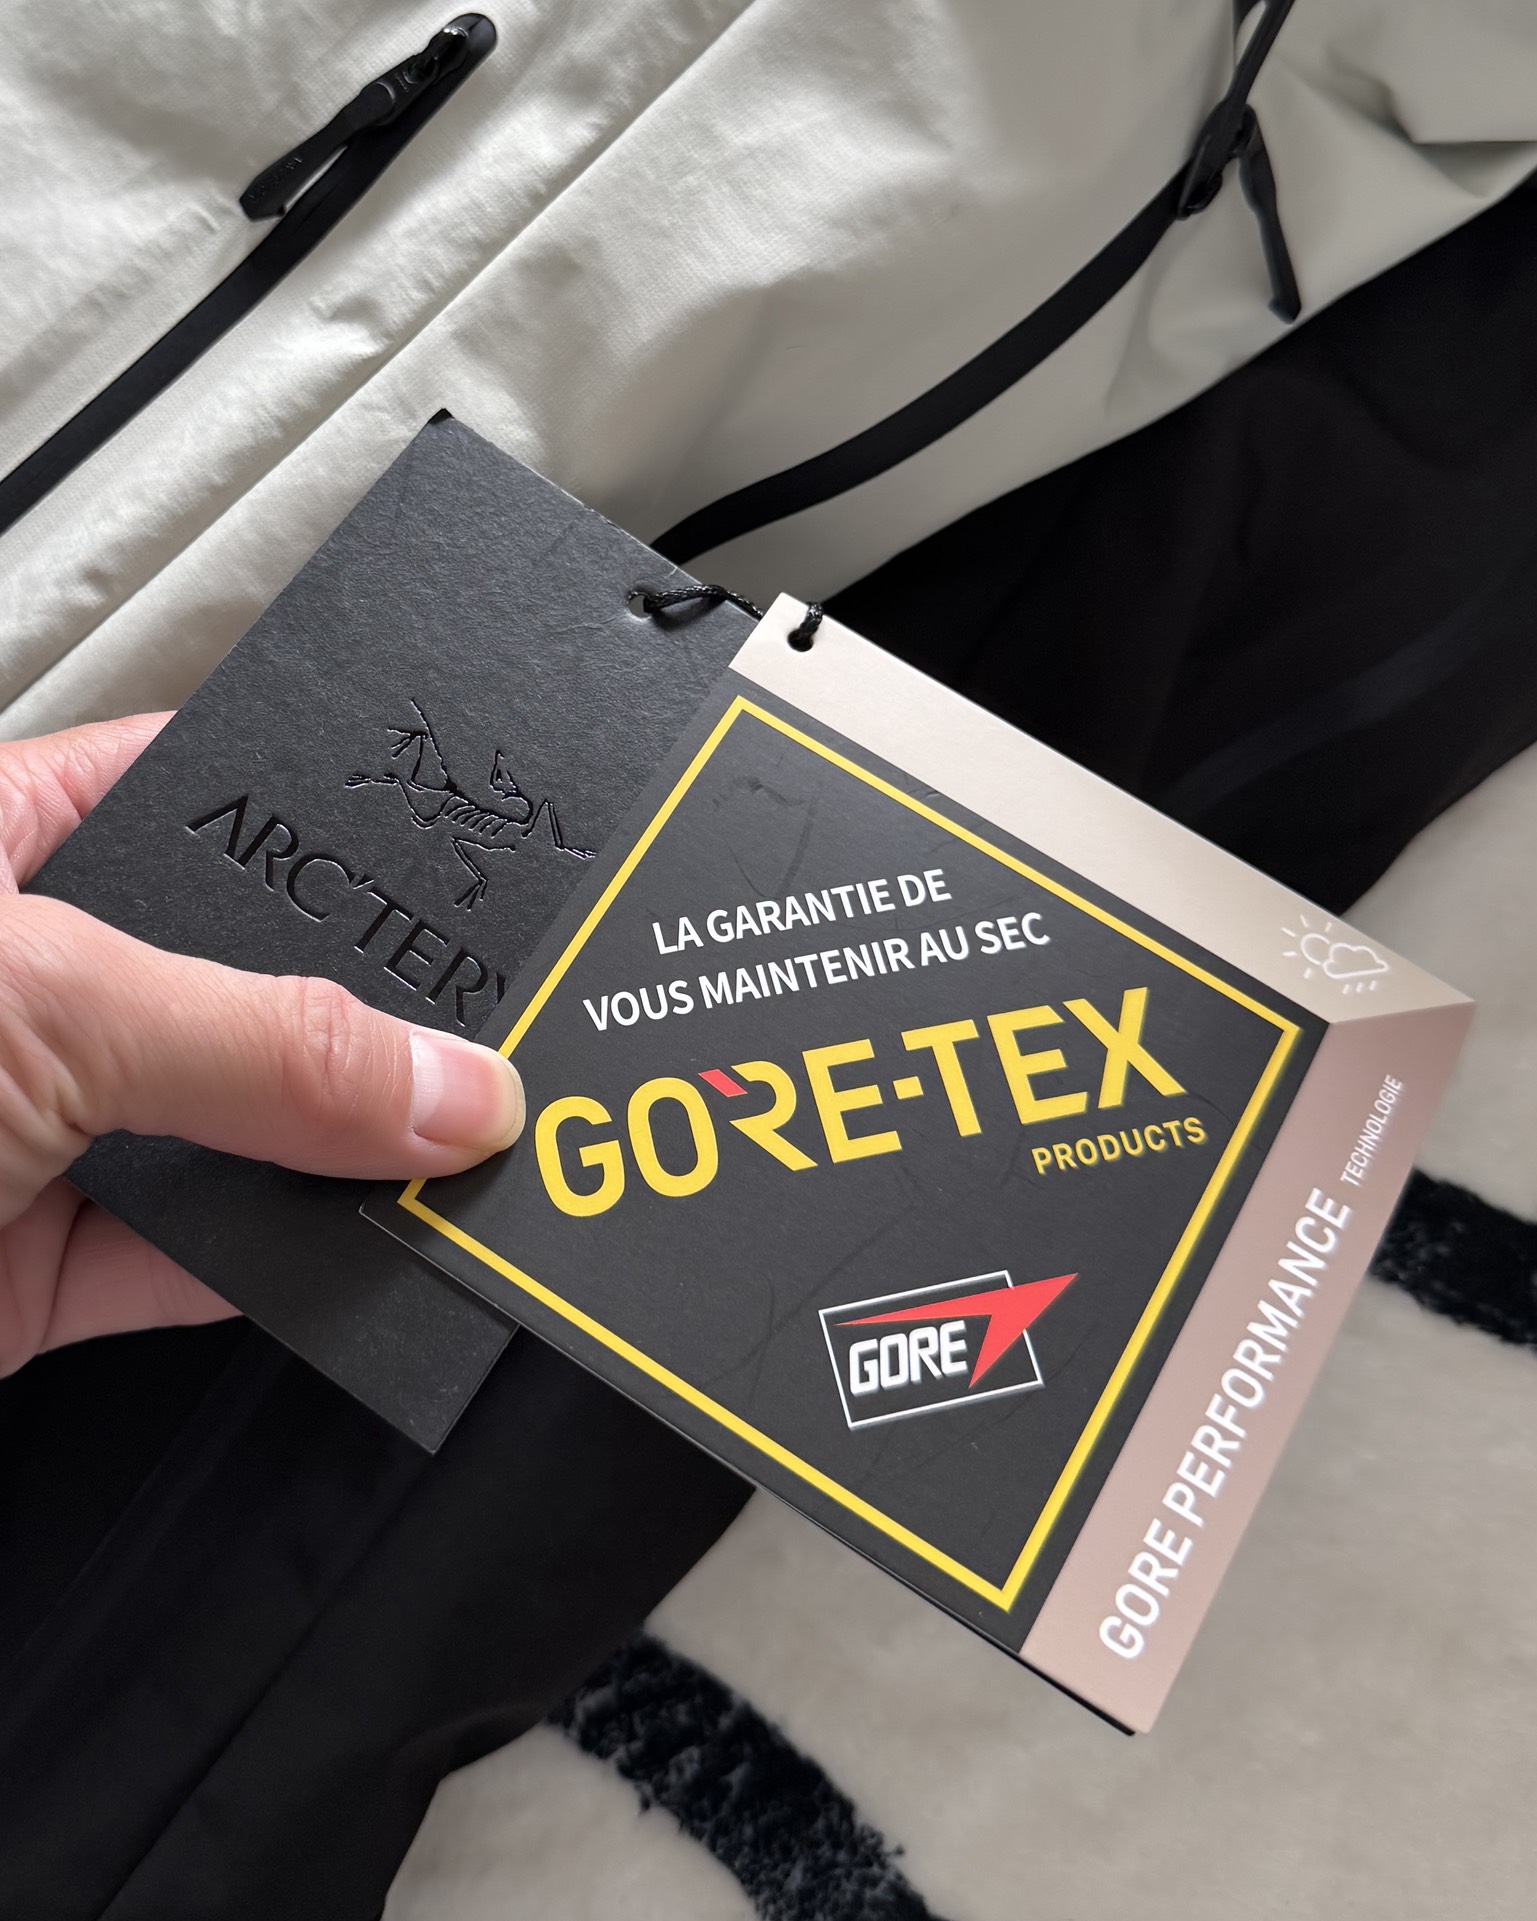 ARC'TERY
LA GARANTIE DE
VOUS MAINTENIR AU SEC
GORE-TEX
PRODUCTS
GORE
GORE PERFORMANCE TECHNOLOGIE